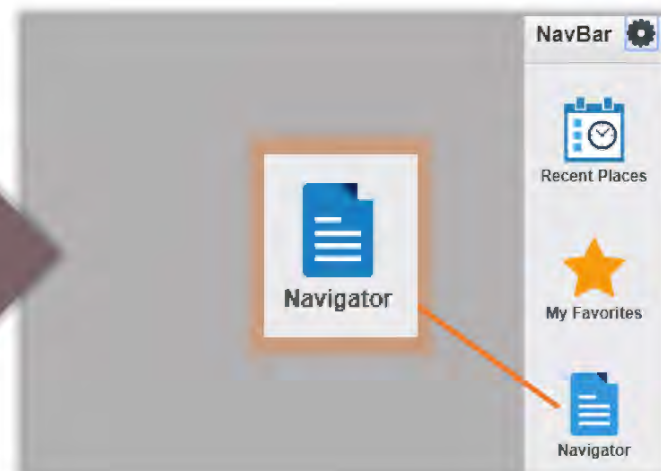 NavBar
Recent Places
My Favorites
Navigator
Navigator